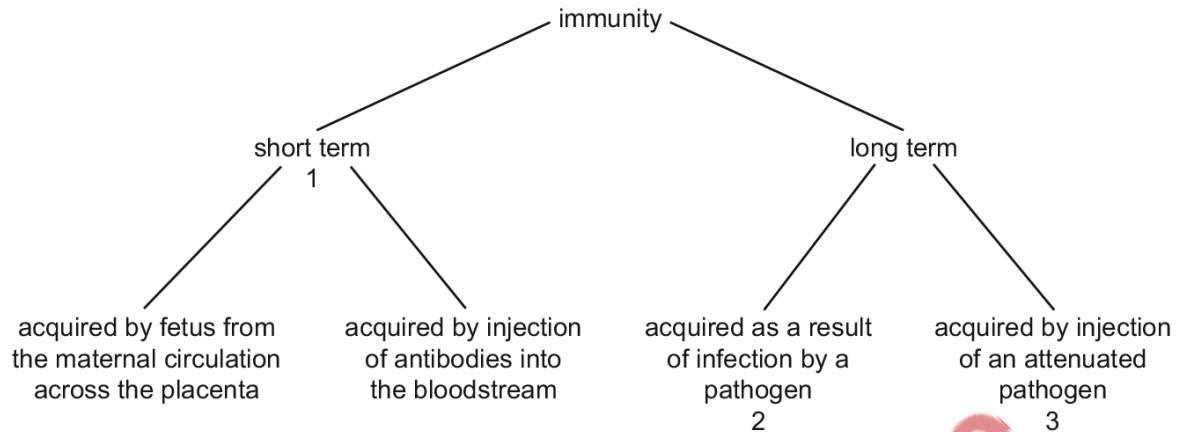 immunity
short term
1
long term
acquired by fetus from
the maternal circulation
across the placenta
acquired by injection
of antibodies into
the bloodstream
acquired as a result
of infection by a
pathogen
2
acquired by injection
of an attenuated
pathogen
3